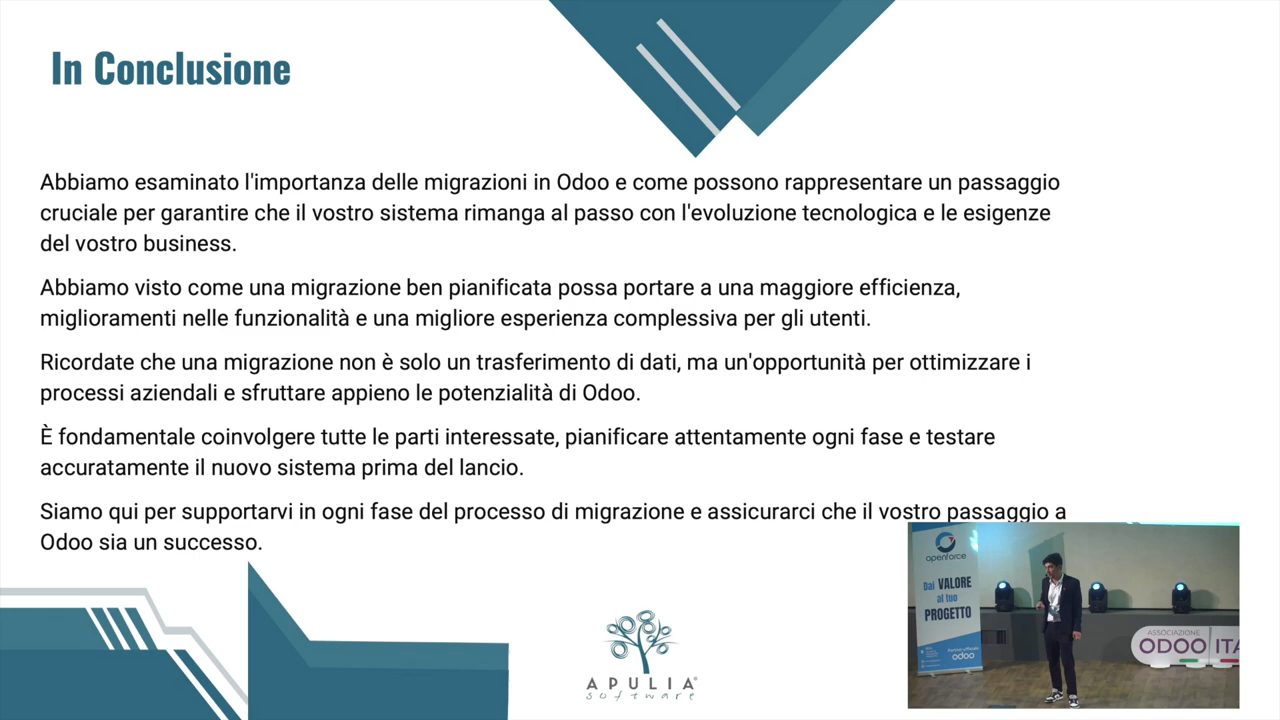 In Conclusione
Abbiamo esaminato l'importanza delle migrazioni in Odoo e come possono rappresentare un passaggio
cruciale per garantire che il vostro sistema rimanga al passo con l'evoluzione tecnologica e le esigenze
del vostro business.
Abbiamo visto come una migrazione ben pianificata possa portare a una maggiore efficienza,
miglioramenti nelle funzionalità e una migliore esperienza complessiva per gli utenti.
Ricordate che una migrazione non è solo un trasferimento di dati, ma un'opportunità per ottimizzare i
processi aziendali e sfruttare appieno le potenzialità di Odoo.
È fondamentale coinvolgere tutte le parti interessate, pianificare attentamente ogni fase e testare
accuratamente il nuovo sistema prima del lancio.
Siamo qui per supportarvi in ogni fase del processo di migrazione e assicurarci che il vostro passaggio a
Odoo sia un successo.
APULIA
software
openforce
Dai VALORE
al tuo
PROGETTO
Partner ufficiale
odoo
ASSOCIAZIONE
ODOO ITA